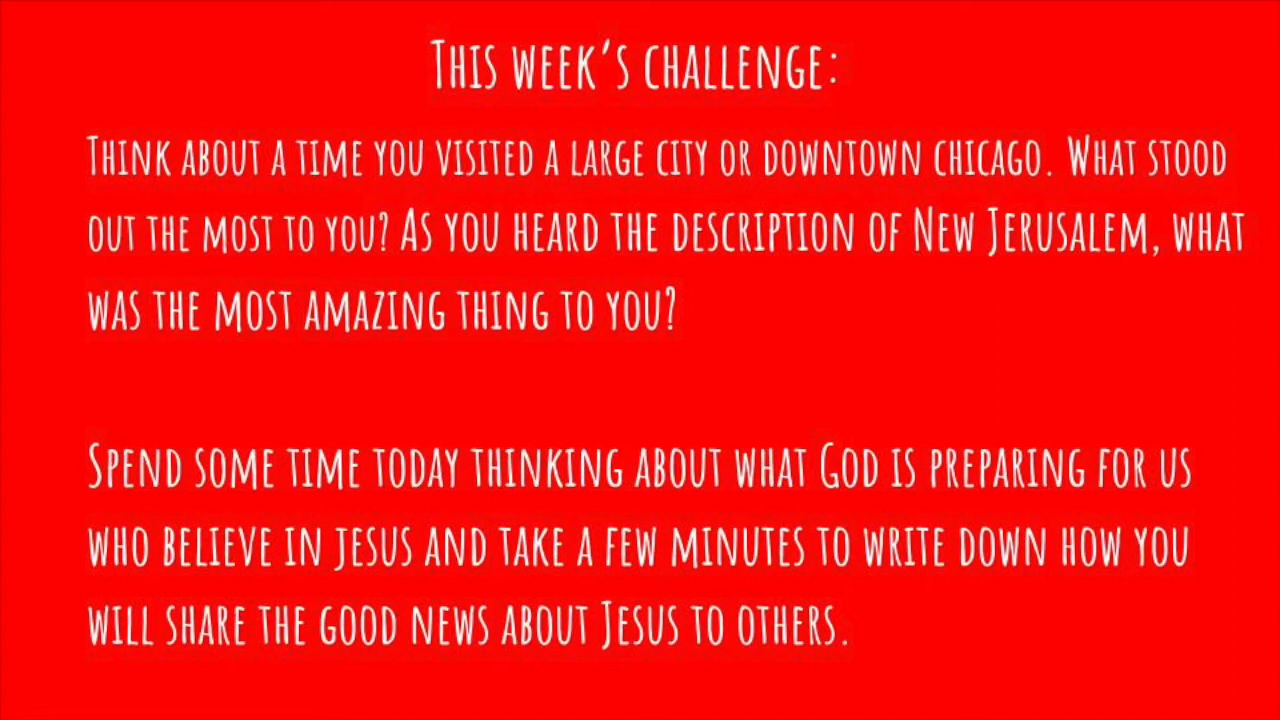 This week's challenge:
Think about a time you visited a large city or downtown chicago. What stood
out the most to you? As you heard the description of New Jerusalem, what
was the most amazing thing to you?
Spend some time today thinking about what God is preparing for us
who believe in jesus and take a few minutes to write down how you
will share the good news about Jesus to others.